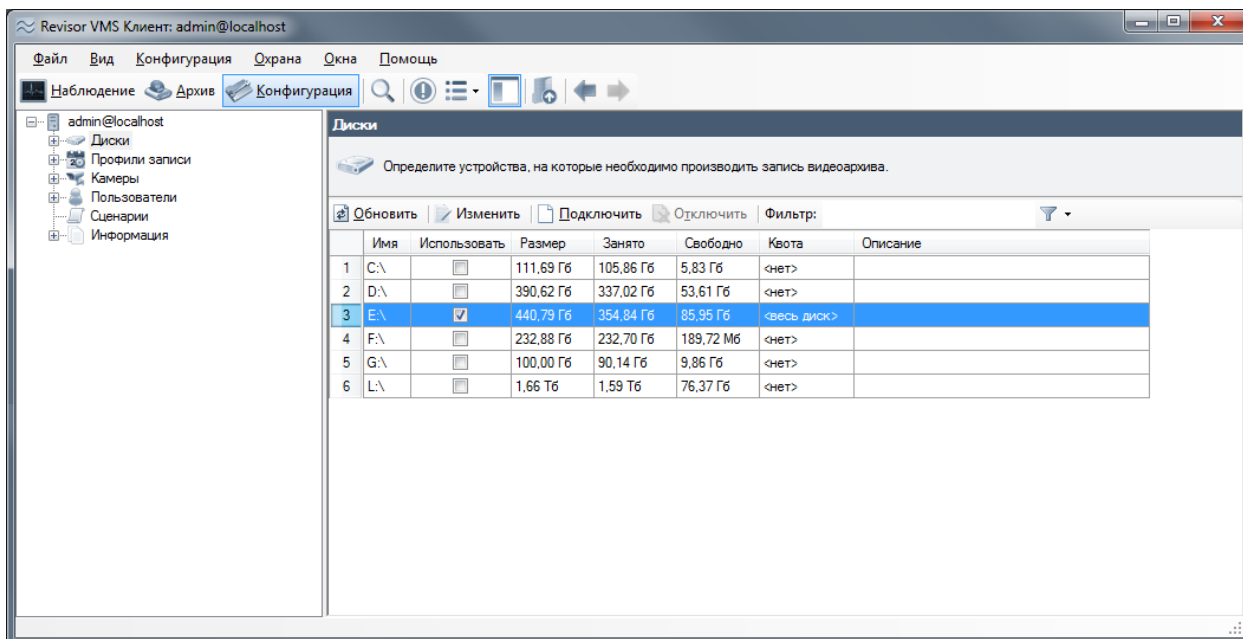 Revisor VMS Клиент: admin@localhost
Файл Вид Конфигурация Охрана Окна Помощь
Наблюдение Архив Конфигурация
admin@localhost
Диски
Профили записи
Камеры
Пользователи
Сценарии
Информация
Диски
Определите устройства, на которые необходимо производить запись видеоархива.
Обновить Изменить Подключить Отключить Фильтр:
Имя Использовать Размер Занято Свободно Квота Описание
1 C:\ 111,69 Гб 105,86 Гб 5,83 Гб <нет>
2 D:\ 390,62 Гб 337,02 Гб 53,61 Гб <нет>
3 E:\ 440,79 Гб 354,84 Гб 85,95 Гб <весь диск>
4 F:\ 232,88 Гб 232,70 Гб 189,72 Мб <нет>
5 G:\ 100,00 Гб 90,14 Гб 9,86 Гб <нет>
6 L:\ 1,66 Тб 1,59 Тб 76,37 Гб <нет>